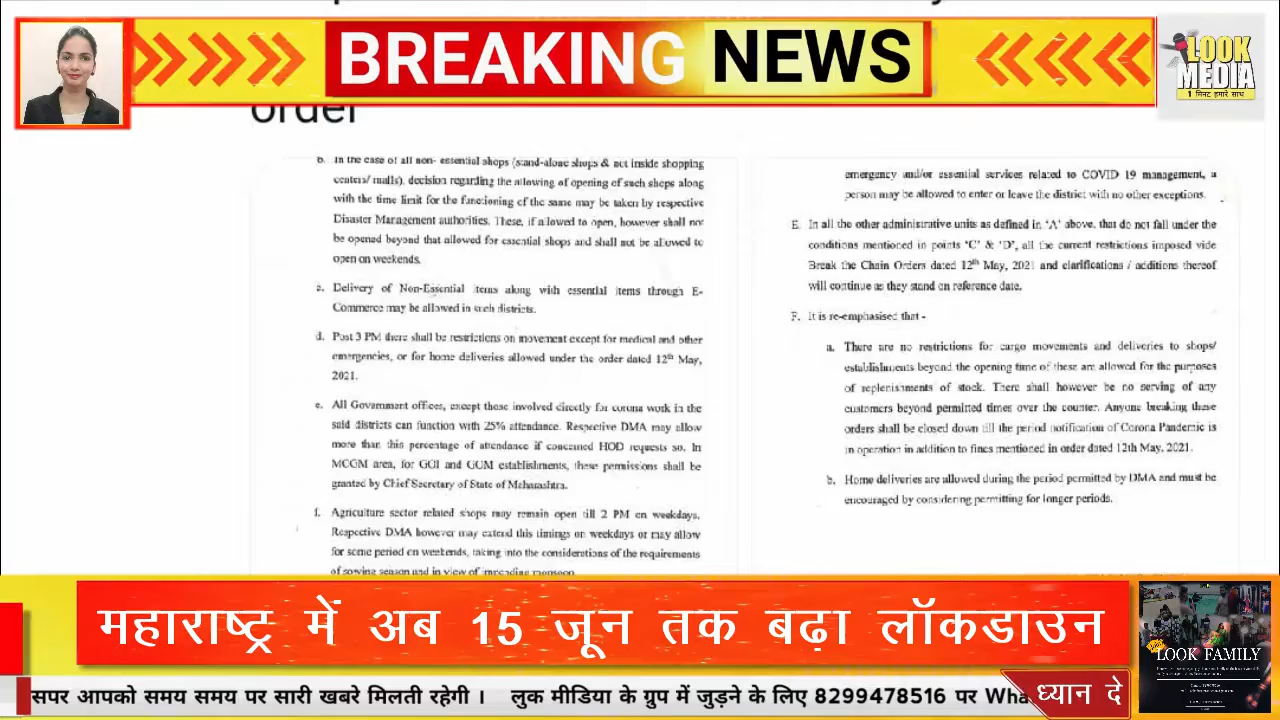 BREAKING NEWS
LOOK
MEDIA
1 मिनट हमारे साथ
order
b. In the case of all non- essential shops (stand-alone shops & not inside shopping
centers/ malls), decision regarding the allowing of opening of such shops along
with the time limit for the functioning of the same may be taken by respective
Disaster Management authorities. These, if allowed to open, however shall not
be opened beyond that allowed for essential shops and shall not be allowed to
open on weekends.
c. Delivery of Non-Essential items along with essential items through E-
Commerce may be allowed in such districts.
d. Post 3 PM there shall be restrictions on movement except for medical and other
emergencies, or for home deliveries allowed under the order dated 12th May,
2021.
e. All Government offices, except those involved directly for corona work in the
said districts can function with 25% attendance. Respective DMA may allow
more than this percentage of attendance if concerned HOD requests so. In
MCGM area, for GOI and GOM establishments, these permissions shall be
granted by Chief Secretary of State of Maharashtra.
f. Agriculture sector related shops may remain open till 2 PM on weekdays.
Respective DMA however may extend this timings on weekdays or may allow
for some period on weekends, taking into the considerations of the requirements
of sowing season and in view of impending monsoon
emergency and/or essential services related to COVID 19 management, a
person may be allowed to enter or leave the district with no other exceptions.
E. In all the other administrative units as defined in 'A' above, that do not fall under the
conditions mentioned in points 'C' & 'D', all the current restrictions imposed vide
Break the Chain Orders dated 12th May, 2021 and clarifications / additions thereof
will continue as they stand on reference date.
F. It is re-emphasised that -
a. There are no restrictions for cargo movements and deliveries to shops/
establishments beyond the opening time of these are allowed for the purposes
of replenishments of stock. There shall however be no serving of any
customers beyond permitted times over the counter. Anyone breaking these
orders shall be closed down till the period notification of Corona Pandemic is
in operation in addition to fines mentioned in order dated 12th May, 2021.
b. Home deliveries are allowed during the period permitted by DMA and must be
encouraged by considering permitting for longer periods.
महाराष्ट्र में अब 15 जून तक बढ़ा लॉकडाउन
LOOK FAMILY
सपर आपको समय समय पर सारी खबरे मिलती रहेगी । लुक मीडिया के ग्रुप में जुड़ने के लिए 8299478516 पर Wha
ध्यान दे